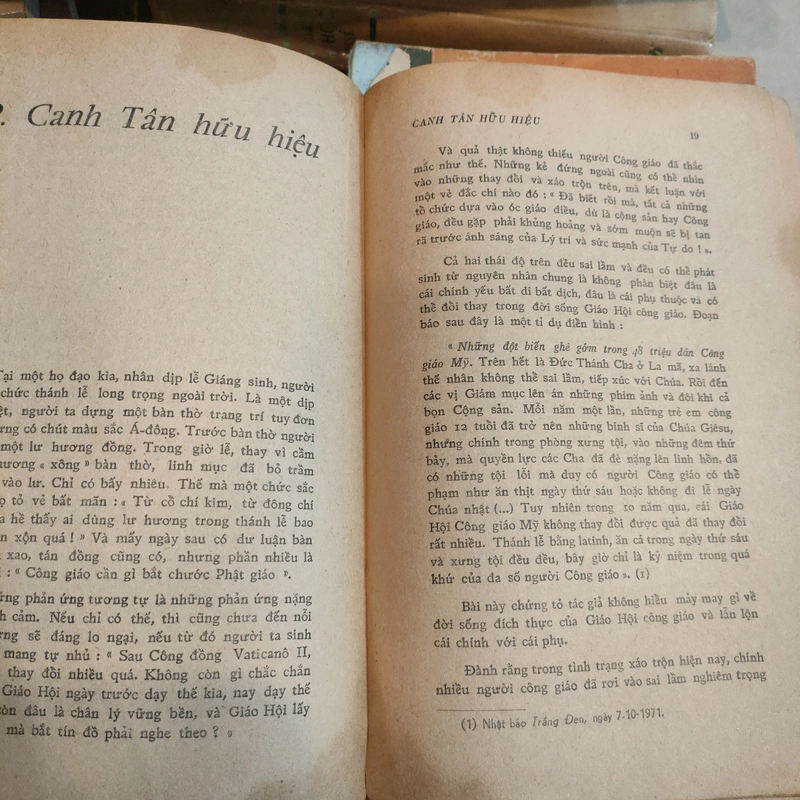 . Canh Tân hữu hiệu
Tại một họ đạo kia, nhân dịp lễ Giáng sinh, người
chức thánh lễ long trọng ngoài trời. Là một dịp
người ta dựng một bàn thờ trang trí tuy đơn
có chút màu sắc Á-đông. Trước bàn thờ người
một lư hương đồng. Trong giờ lễ, thay vì cầm
hương « xông » bàn thờ, linh mục đã bỏ trầm
vào lư. Chỉ có bấy nhiêu. Thế mà một chức sắc
tỏ vẻ bất mãn : « Từ cồ chí kim, từ đông chí
hề thấy ai dùng lư hương trong thánh lễ bao
xộn quá ! » Và mấy ngày sau có dư luận bàn
xao, tán đồng cũng có, nhưng phần nhiều là
: « Công giáo cần gì bắt chước Phật giáo ».
phản ứng tương tự là những phản ứng nặng
cảm. Nếu chỉ có thế, thì cũng chưa đến nỗi
sẽ đáng lo ngại, nếu từ đó người ta sinh
mang tự nhủ : « Sau Công đồng Vaticanô II,
thay đổi nhiều quá. Không còn gì chắc chắn
Giáo Hội ngày trước dạy thế kia, nay dạy thế
đâu là chân lý vững bền, và Giáo Hội lấy
mà bắt tín đồ phải nghe theo ? »
CANH TÂN HỮU HIỆU
19
Và quả thật không thiếu người Công giáo đã thắc
mắc như thế. Những kẻ đứng ngoài cũng có thể nhìn
vào những thay đồi và xáo trộn trên, mà kết luận với
một vẻ đắc chí nào đó : « Đã biết rồi mà, tất cả những
tồ chức dựa vào óc giáo điều, dù là cộng sản hay Công
giáo, đều gặp phải khủng hoảng và sớm muộn sẽ bị tan
rã trước ánh sáng của Lý trí và sức mạnh của Tự do ! ».
Cả hai thái độ trên đều sai lầm và đều có thể phát
sinh từ nguyên nhân chung là không phân biệt đâu là
cái chính yếu bất di bất dịch, đâu là cái phụ thuộc và có
thể đồi thay trong đời sống Giáo Hội công giáo. Đoạn
báo sau đây là một tỉ dụ điền hình :
« Những đột biến ghê gớm trong 48 triệu dân Công
giáo Mỹ. Trên hết là Đức Thánh Cha ở La mã, xa lánh
thế nhân không thể sai lầm, tiếp xúc với Chúa. Rồi đến
các vị Giám mục lên án những phim ảnh và đôi khi cả
bọn Cộng sản. Mỗi năm một lần, những trẻ em công
giáo 12 tuổi đã trở nên những binh sĩ của Chúa Giêsu,
nhưng chính trong phòng xưng tội, vào những đêm thứ
bảy, mà quyền lực các Cha đã đè nặng lên linh hồn, đã
có những tội lỗi mà duy có người Công giáo có thể
phạm như ăn thịt ngày thứ sáu hoặc không đi lễ ngày
Chúa nhật (...) Tuy nhiên trong 10 năm qua, cái Giáo
Hội Công giáo Mỹ không thay đổi được quả đã thay đồi
rất nhiều. Thánh lễ bằng latinh, ăn cá trong ngày thứ sáu
và xưng tội đều đều, bây giờ chỉ là kỷ niệm trong quá
khứ của đa số người Công giáo ». (1)
Bài này chứng tỏ tác giả không hiểu mảy may gì về
đời sống đích thực của Giáo Hội công giáo và lẫn lộn
cái chính với cái phụ.
Đành rằng trong tình trạng xáo trộn hiện nay, chính
nhiều người công giáo đã rơi vào sai lầm nghiêm trọng
(1) Nhật báo Trắng Đen, ngày 7-10-1971.